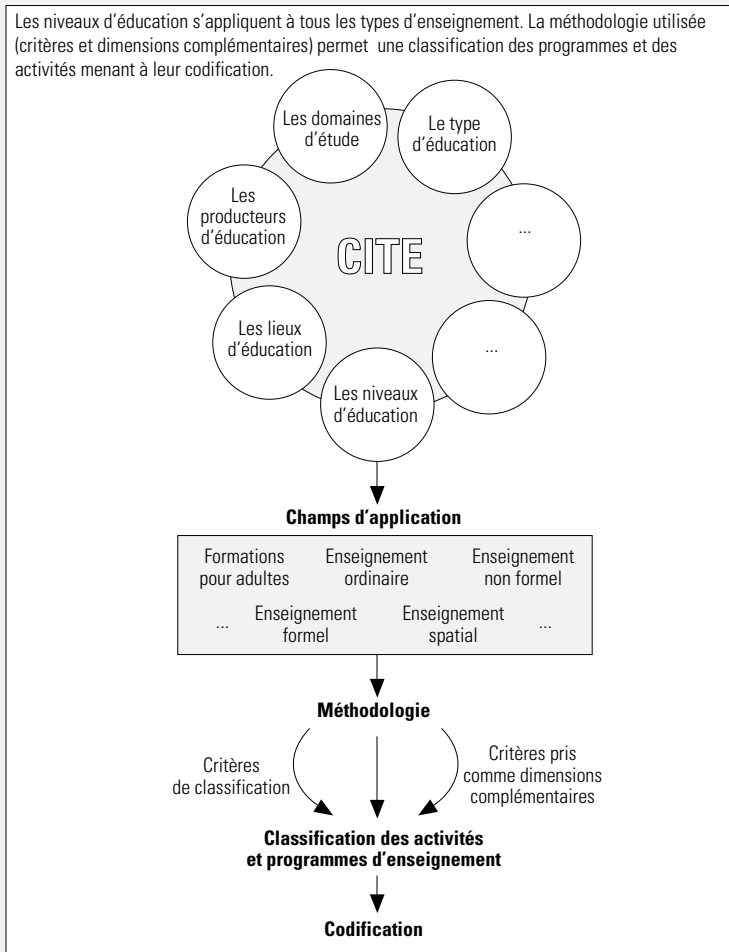 Les niveaux d'éducation s'appliquent à tous les types d'enseignement. La méthodologie utilisée
(critères et dimensions complémentaires) permet une classification des programmes et des
activités menant à leur codification.
Les domaines
d'étude
Le type
d'éducation
Les
producteurs
d'éducation
...
CITE
Les lieux
d'éducation
...
Les niveaux
d'éducation
Champs d'application
Formations
pour adultes
Enseignement
ordinaire
Enseignement
non formel
...
Enseignement
formel
Enseignement
spatial
...
Méthodologie
Critères
de classification
Critères pris
comme dimensions
complémentaires
Classification des activités
et programmes d'enseignement
Codification